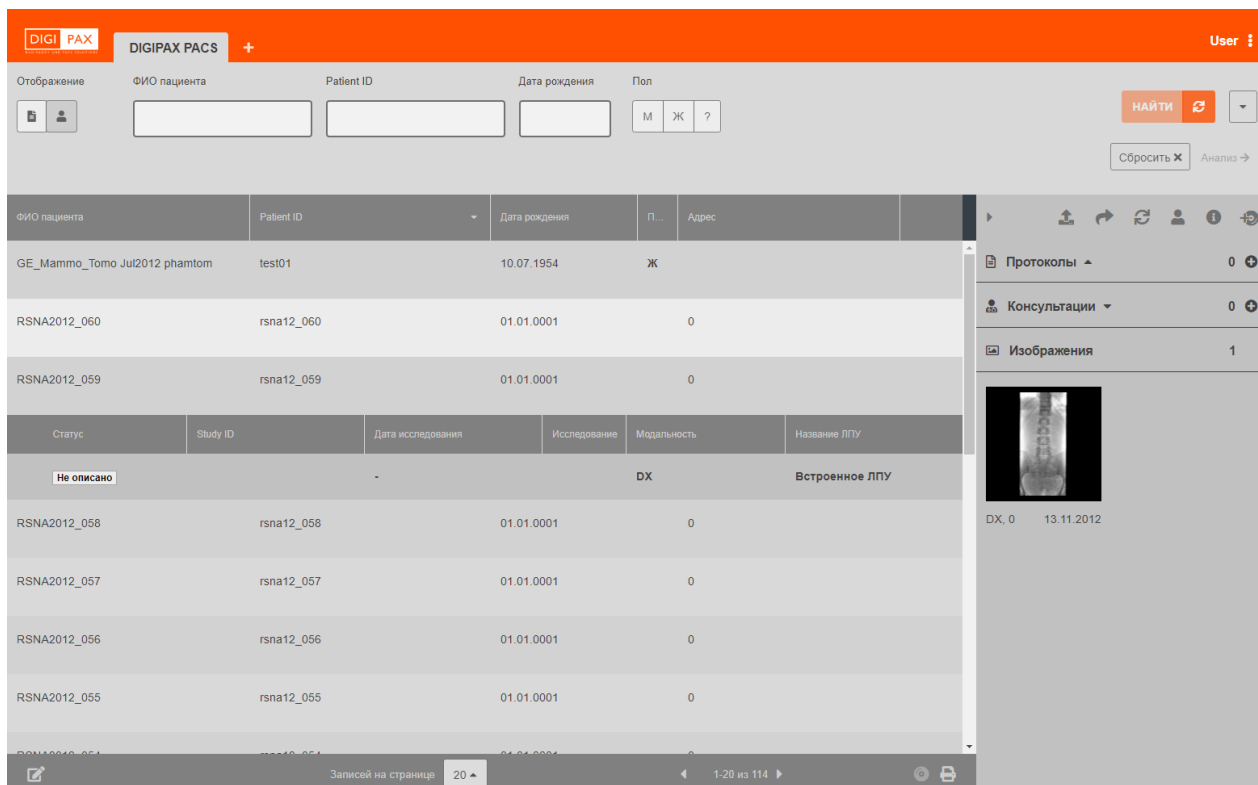 DIGI PAX
DIGIPAX PACS +
User
Отображение ФИО пациента Patient ID Дата рождения Пол
М Ж ?
НАЙТИ
Сбросить Анализ
ФИО пациента Patient ID Дата рождения П... Адрес
GE_Mammo_Tomo Jul2012 phamtom test01 10.07.1954 Ж
RSNA2012_060 rsna12_060 01.01.0001 0
RSNA2012_059 rsna12_059 01.01.0001 0
Статус Study ID Дата исследования Исследование Модальность Название ЛПУ
Не описано - DX Встроенное ЛПУ
RSNA2012_058 rsna12_058 01.01.0001 0
RSNA2012_057 rsna12_057 01.01.0001 0
RSNA2012_056 rsna12_056 01.01.0001 0
RSNA2012_055 rsna12_055 01.01.0001 0
Записей на странице 20 1-20 из 114
Протоколы 0
Консультации 0
Изображения 1
DX, 0 13.11.2012